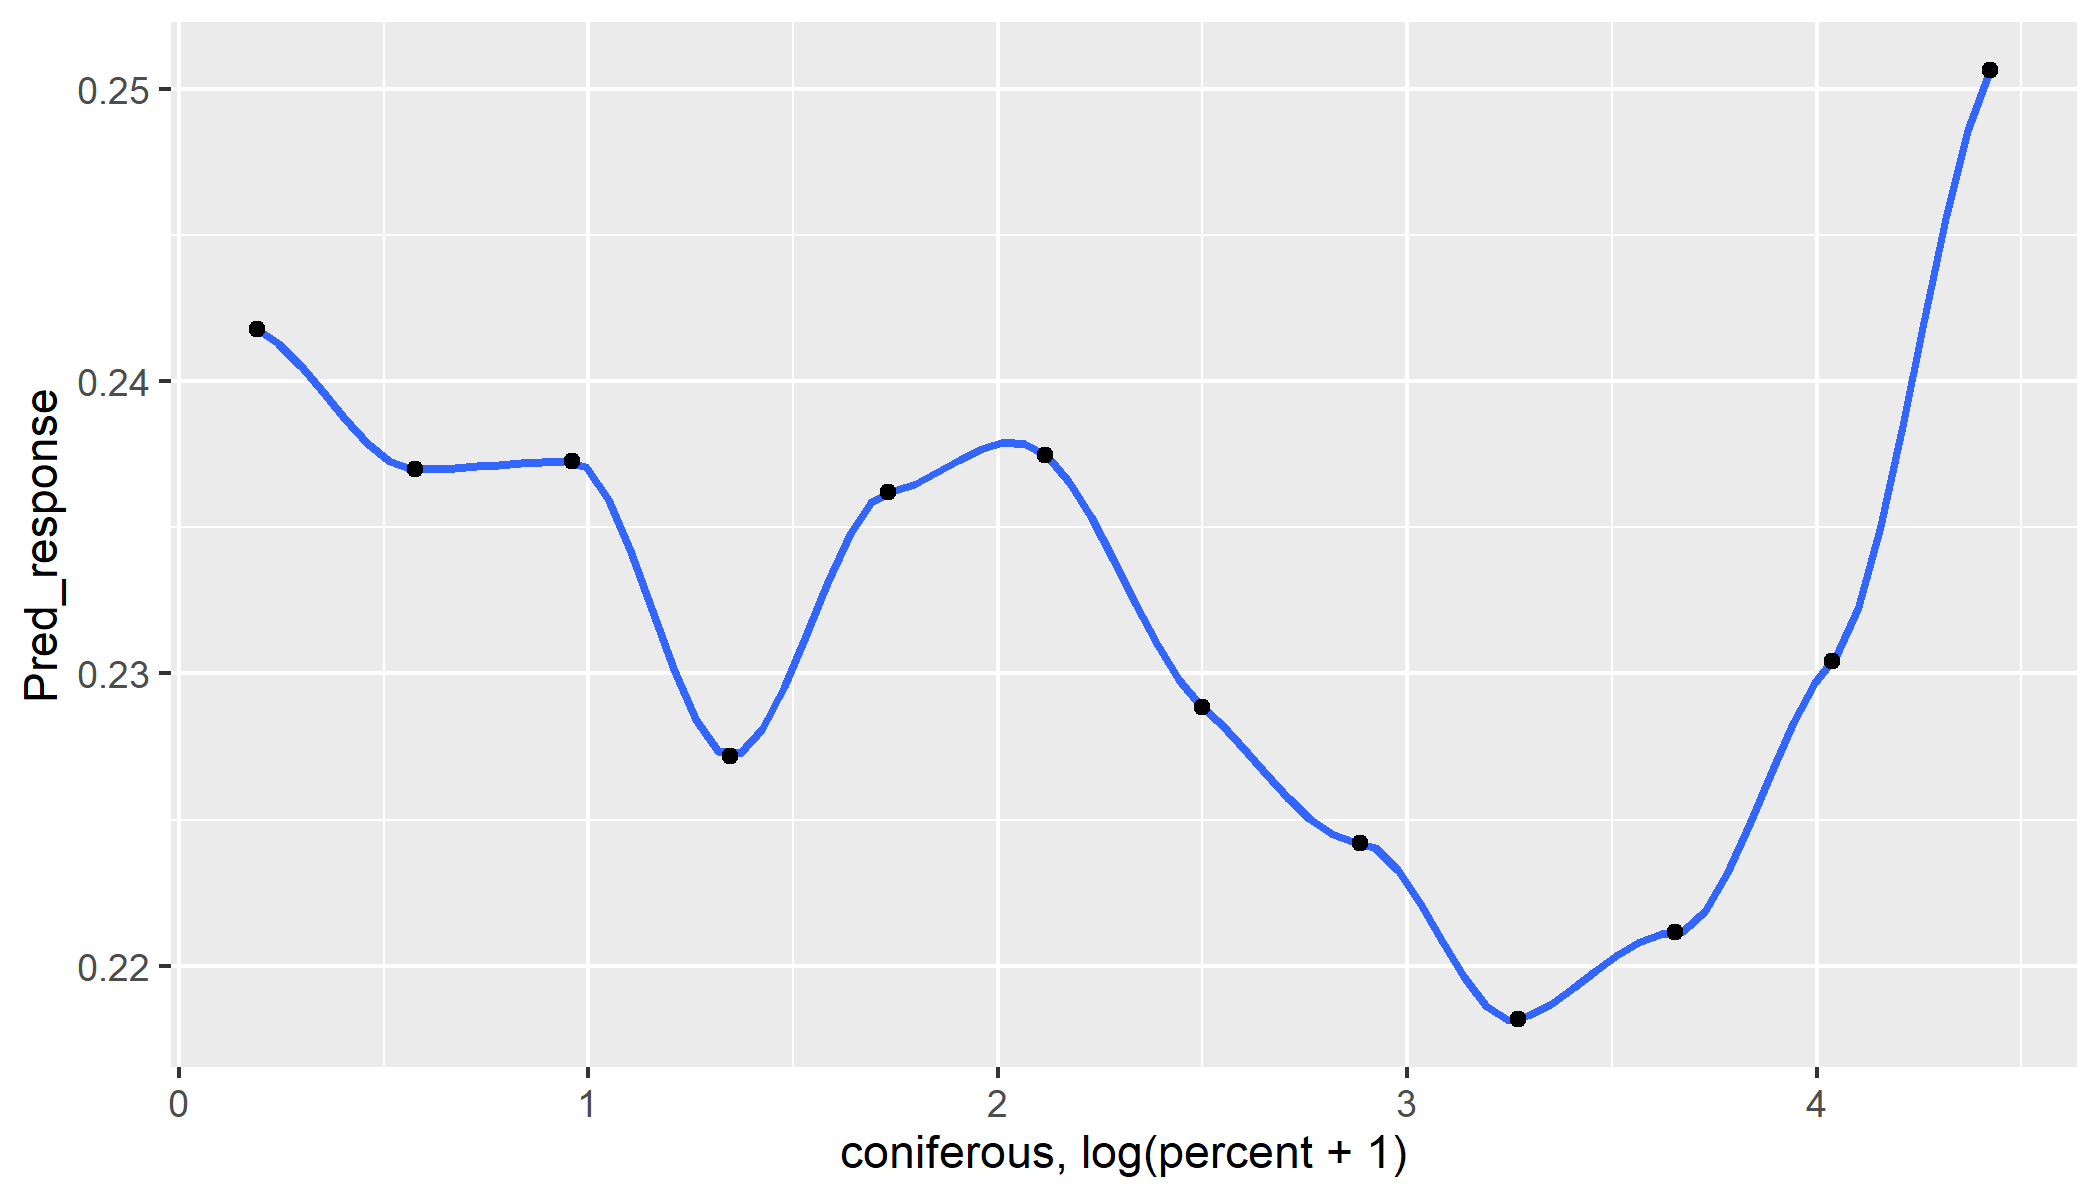 Pred_response
0.25
0.24
0.23
0.22
0 1 2 3 4
coniferous, log(percent + 1)